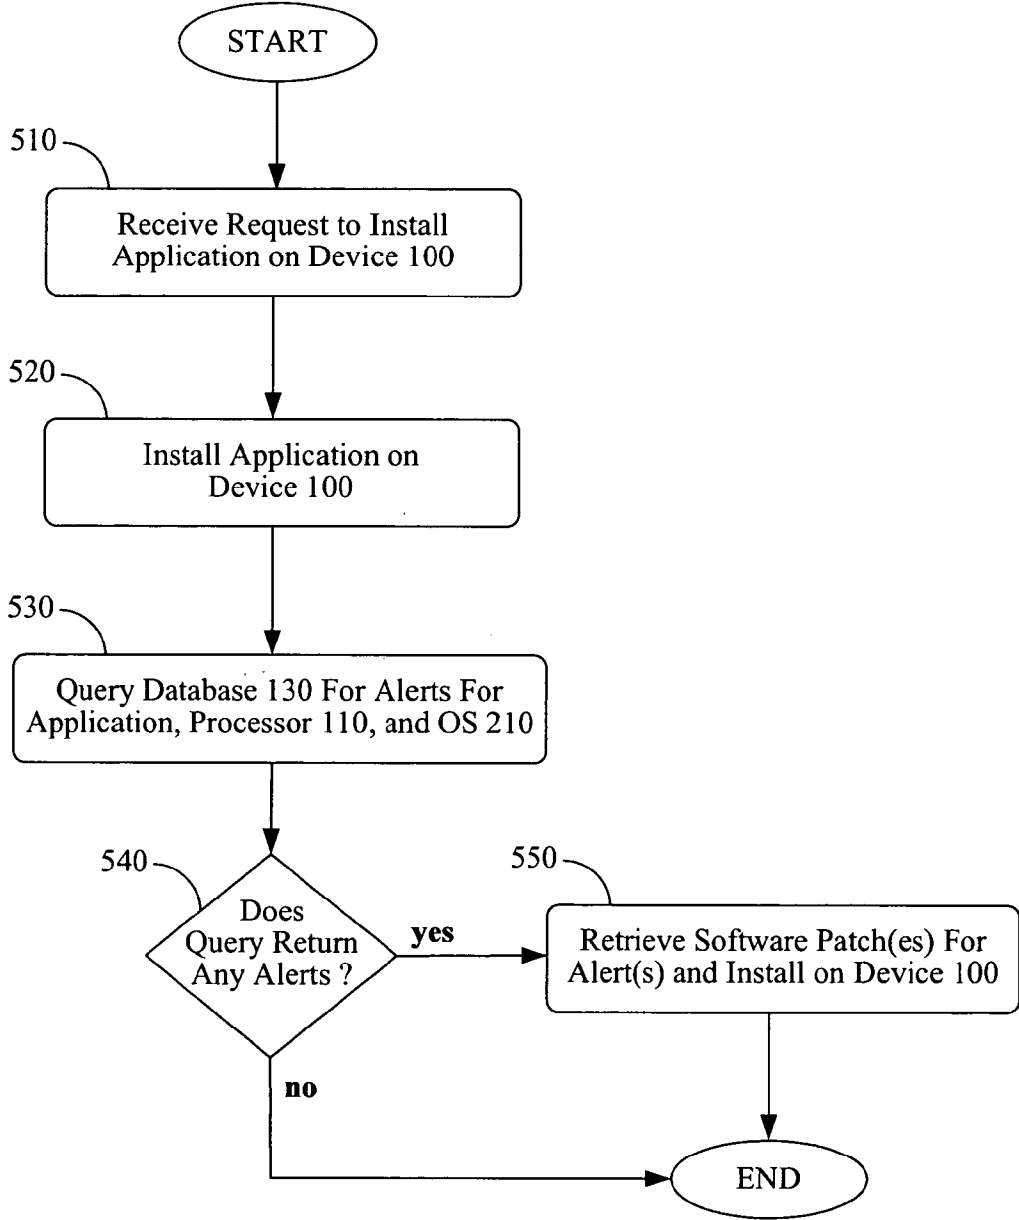 START
510
Receive Request to Install
Application on Device 100
520
Install Application on
Device 100
530
Query Database 130 For Alerts For
Application, Processor 110, and OS 210
540
Does
Query Return
Any Alerts ?
yes
550
Retrieve Software Patch(es) For
Alert(s) and Install on Device 100
no
END